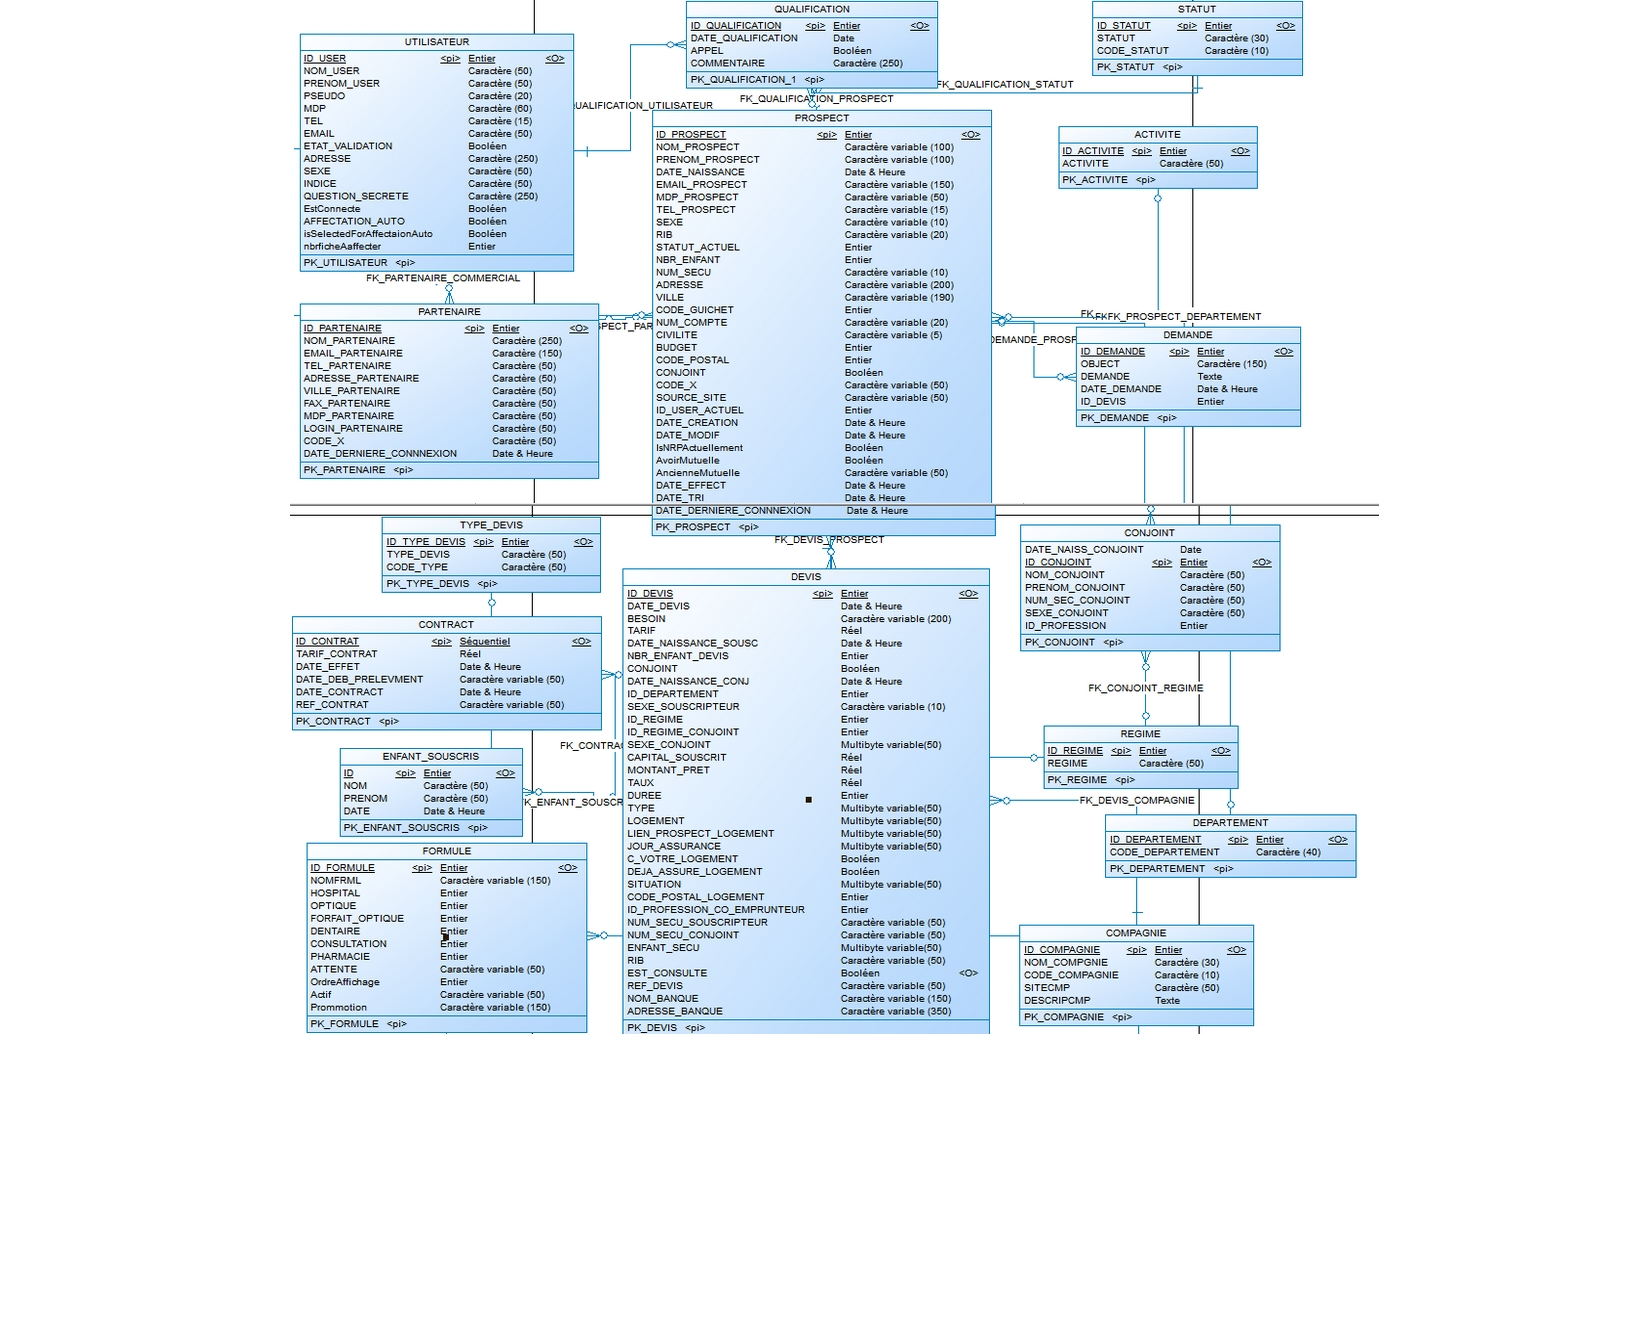 QUALIFICATION
ID_QUALIFICATION <pi> Entier <O>
DATE_QUALIFICATION Date
APPEL Booléen
COMMENTAIRE Caractère (250)
PK_QUALIFICATION_1 <pi>
STATUT
ID_STATUT <pi> Entier <O>
STATUT Caractère (30)
CODE_STATUT Caractère (10)
PK_STATUT <pi>
UTILISATEUR
ID_USER <pi> Entier <O>
NOM_USER Caractère (50)
PRENOM_USER Caractère (50)
PSEUDO Caractère (20)
MDP Caractère (60)
TEL Caractère (15)
EMAIL Caractère (50)
ETAT_VALIDATION Booléen
ADRESSE Caractère (250)
SEXE Caractère (50)
INDICE Caractère (50)
QUESTION_SECRETE Caractère (250)
EstConnecte Booléen
AFFECTATION_AUTO Booléen
isSelectedForAffectaionAuto Booléen
nbrficheAaffecter Entier
PK_UTILISATEUR <pi>
UALIFICATION_UTILISATEUR
FK_QUALIFICATION_PROSPECT
FK_QUALIFICATION_STATUT
PROSPECT
ID_PROSPECT <pi> Entier <O>
NOM_PROSPECT Caractère variable (100)
PRENOM_PROSPECT Caractère variable (100)
DATE_NAISSANCE Date & Heure
EMAIL_PROSPECT Caractère variable (150)
MDP_PROSPECT Caractère variable (50)
TEL_PROSPECT Caractère variable (15)
SEXE Caractère variable (10)
RIB Caractère variable (20)
STATUT_ACTUEL Entier
NBR_ENFANT Entier
NUM_SECU Caractère variable (10)
ADRESSE Caractère variable (200)
VILLE Caractère variable (190)
CODE_GUICHET Entier
NUM_COMPTE Caractère variable (20)
CIVILITE Caractère variable (5)
BUDGET Entier
CODE_POSTAL Entier
CONJOINT Booléen
CODE_X Caractère variable (50)
SOURCE_SITE Caractère variable (50)
ID_USER_ACTUEL Entier
DATE_CREATION Date & Heure
DATE_MODIF Date & Heure
IsNRPActuellement Booléen
AvoirMutuelle Booléen
AncienneMutuelle Caractère variable (50)
DATE_EFFECT Date & Heure
DATE_TRI Date & Heure
DATE_DERNIERE_CONNNEXION Date & Heure
PK_PROSPECT <pi>
ACTIVITE
ID_ACTIVITE <pi> Entier <O>
ACTIVITE Caractère (50)
PK_ACTIVITE <pi>
FK_PARTENAIRE_COMMERCIAL
PARTENAIRE
ID_PARTENAIRE <pi> Entier <O>
NOM_PARTENAIRE Caractère (250)
EMAIL_PARTENAIRE Caractère (150)
TEL_PARTENAIRE Caractère (50)
ADRESSE_PARTENAIRE Caractère (50)
VILLE_PARTENAIRE Caractère (50)
FAX_PARTENAIRE Caractère (50)
MDP_PARTENAIRE Caractère (50)
LOGIN_PARTENAIRE Caractère (50)
CODE_X Caractère (50)
DATE_DERNIERE_CONNNEXION Date & Heure
PK_PARTENAIRE <pi>
SPECT_PAR
FK_PROSPECT_DEPARTEMENT
DEMANDE_PROSP
DEMANDE
ID_DEMANDE <pi> Entier <O>
OBJECT Caractère (150)
DEMANDE Texte
DATE_DEMANDE Date & Heure
ID_DEVIS Entier
PK_DEMANDE <pi>
TYPE_DEVIS
ID_TYPE_DEVIS <pi> Entier <O>
TYPE_DEVIS Caractère (50)
CODE_TYPE Caractère (50)
PK_TYPE_DEVIS <pi>
FK_DEVIS_PROSPECT
CONJOINT
DATE_NAISS_CONJOINT Date
ID_CONJOINT <pi> Entier <O>
NOM_CONJOINT Caractère (50)
PRENOM_CONJOINT Caractère (50)
NUM_SEC_CONJOINT Caractère (50)
SEXE_CONJOINT Caractère (50)
ID_PROFESSION Entier
PK_CONJOINT <pi>
CONTRACT
ID_CONTRAT <pi> Séquentiel <O>
TARIF_CONTRAT Réel
DATE_EFFET Date & Heure
DATE_DEB_PRELEVMENT Caractère variable (50)
DATE_CONTRACT Date & Heure
REF_CONTRAT Caractère variable (50)
PK_CONTRACT <pi>
DEVIS
ID_DEVIS <pi> Entier <O>
DATE_DEVIS Date & Heure
BESOIN Caractère variable (200)
TARIF Réel
DATE_NAISSANCE_SOUSC Date & Heure
NBR_ENFANT_DEVIS Entier
CONJOINT Booléen
DATE_NAISSANCE_CONJ Date & Heure
ID_DEPARTEMENT Entier
SEXE_SOUSCRIPTEUR Caractère variable (10)
ID_REGIME Entier
ID_REGIME_CONJOINT Entier
SEXE_CONJOINT Multibyte variable(50)
CAPITAL_SOUSCRIT Réel
MONTANT_PRET Réel
TAUX Réel
DUREE Entier
TYPE Multibyte variable(50)
LOGEMENT Multibyte variable(50)
LIEN_PROSPECT_LOGEMENT Multibyte variable(50)
JOUR_ASSURANCE Multibyte variable(50)
C_VOTRE_LOGEMENT Booléen
DEJA_ASSURE_LOGEMENT Booléen
SITUATION Multibyte variable(50)
CODE_POSTAL_LOGEMENT Entier
ID_PROFESSION_CO_EMPRUNTEUR Entier
NUM_SECU_SOUSCRIPTEUR Caractère variable (50)
NUM_SECU_CONJOINT Caractère variable (50)
ENFANT_SECU Multibyte variable(50)
RIB Caractère variable (50)
EST_CONSULTE Booléen <O>
REF_DEVIS Caractère variable (50)
NOM_BANQUE Caractère variable (150)
ADRESSE_BANQUE Caractère variable (350)
PK_DEVIS <pi>
FK_CONJOINT_REGIME
REGIME
ID_REGIME <pi> Entier <O>
REGIME Caractère (50)
PK_REGIME <pi>
FK_CONTRAC
ENFANT_SOUSCRIS
ID <pi> Entier <O>
NOM Caractère (50)
PRENOM Caractère (50)
DATE Date & Heure
PK_ENFANT_SOUSCRIS <pi>
FK_ENFANT_SOUSCR
FK_DEVIS_COMPAGNIE
DEPARTEMENT
ID_DEPARTEMENT <pi> Entier <O>
CODE_DEPARTEMENT Caractère (40)
PK_DEPARTEMENT <pi>
FORMULE
ID_FORMULE <pi> Entier <O>
NOMFRML Caractère variable (150)
HOSPITAL Entier
OPTIQUE Entier
FORFAIT_OPTIQUE Entier
DENTAIRE Entier
CONSULTATION Entier
PHARMACIE Entier
ATTENTE Caractère variable (50)
OrdreAffichage Entier
Actif Caractère variable (50)
Prommotion Caractère variable (150)
PK_FORMULE <pi>
COMPAGNIE
ID_COMPAGNIE <pi> Entier <O>
NOM_COMPGNIE Caractère (30)
CODE_COMPAGNIE Caractère (10)
SITECMP Caractère (50)
DESCRIPCMP Texte
PK_COMPAGNIE <pi>